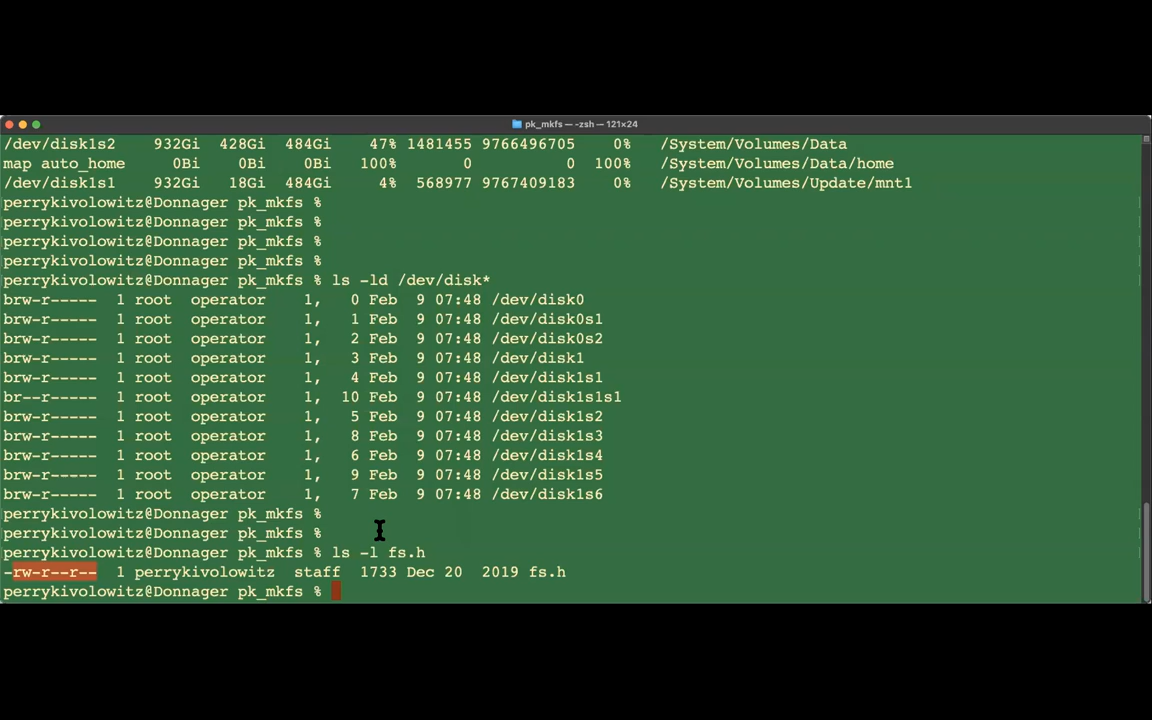 pk_mkfs — -zsh — 121×24
/dev/disk1s2 932Gi 428Gi 484Gi 47% 1481455 9766496705 0% /System/Volumes/Data
map auto_home 0Bi 0Bi 0Bi 100% 0 0 100% /System/Volumes/Data/home
/dev/disk1s1 932Gi 18Gi 484Gi 4% 568977 9767409183 0% /System/Volumes/Update/mnt1
perrykivolowitz@Donnager pk_mkfs %
perrykivolowitz@Donnager pk_mkfs %
perrykivolowitz@Donnager pk_mkfs %
perrykivolowitz@Donnager pk_mkfs %
perrykivolowitz@Donnager pk_mkfs % ls -ld /dev/disk*
brw-r----- 1 root operator 1, 0 Feb 9 07:48 /dev/disk0
brw-r----- 1 root operator 1, 1 Feb 9 07:48 /dev/disk0s1
brw-r----- 1 root operator 1, 2 Feb 9 07:48 /dev/disk0s2
brw-r----- 1 root operator 1, 3 Feb 9 07:48 /dev/disk1
brw-r----- 1 root operator 1, 4 Feb 9 07:48 /dev/disk1s1
br--r----- 1 root operator 1, 10 Feb 9 07:48 /dev/disk1s1s1
brw-r----- 1 root operator 1, 5 Feb 9 07:48 /dev/disk1s2
brw-r----- 1 root operator 1, 8 Feb 9 07:48 /dev/disk1s3
brw-r----- 1 root operator 1, 6 Feb 9 07:48 /dev/disk1s4
brw-r----- 1 root operator 1, 9 Feb 9 07:48 /dev/disk1s5
brw-r----- 1 root operator 1, 7 Feb 9 07:48 /dev/disk1s6
perrykivolowitz@Donnager pk_mkfs %
perrykivolowitz@Donnager pk_mkfs %
perrykivolowitz@Donnager pk_mkfs % ls -l fs.h
-rw-r--r-- 1 perrykivolowitz staff 1733 Dec 20 2019 fs.h
perrykivolowitz@Donnager pk_mkfs %